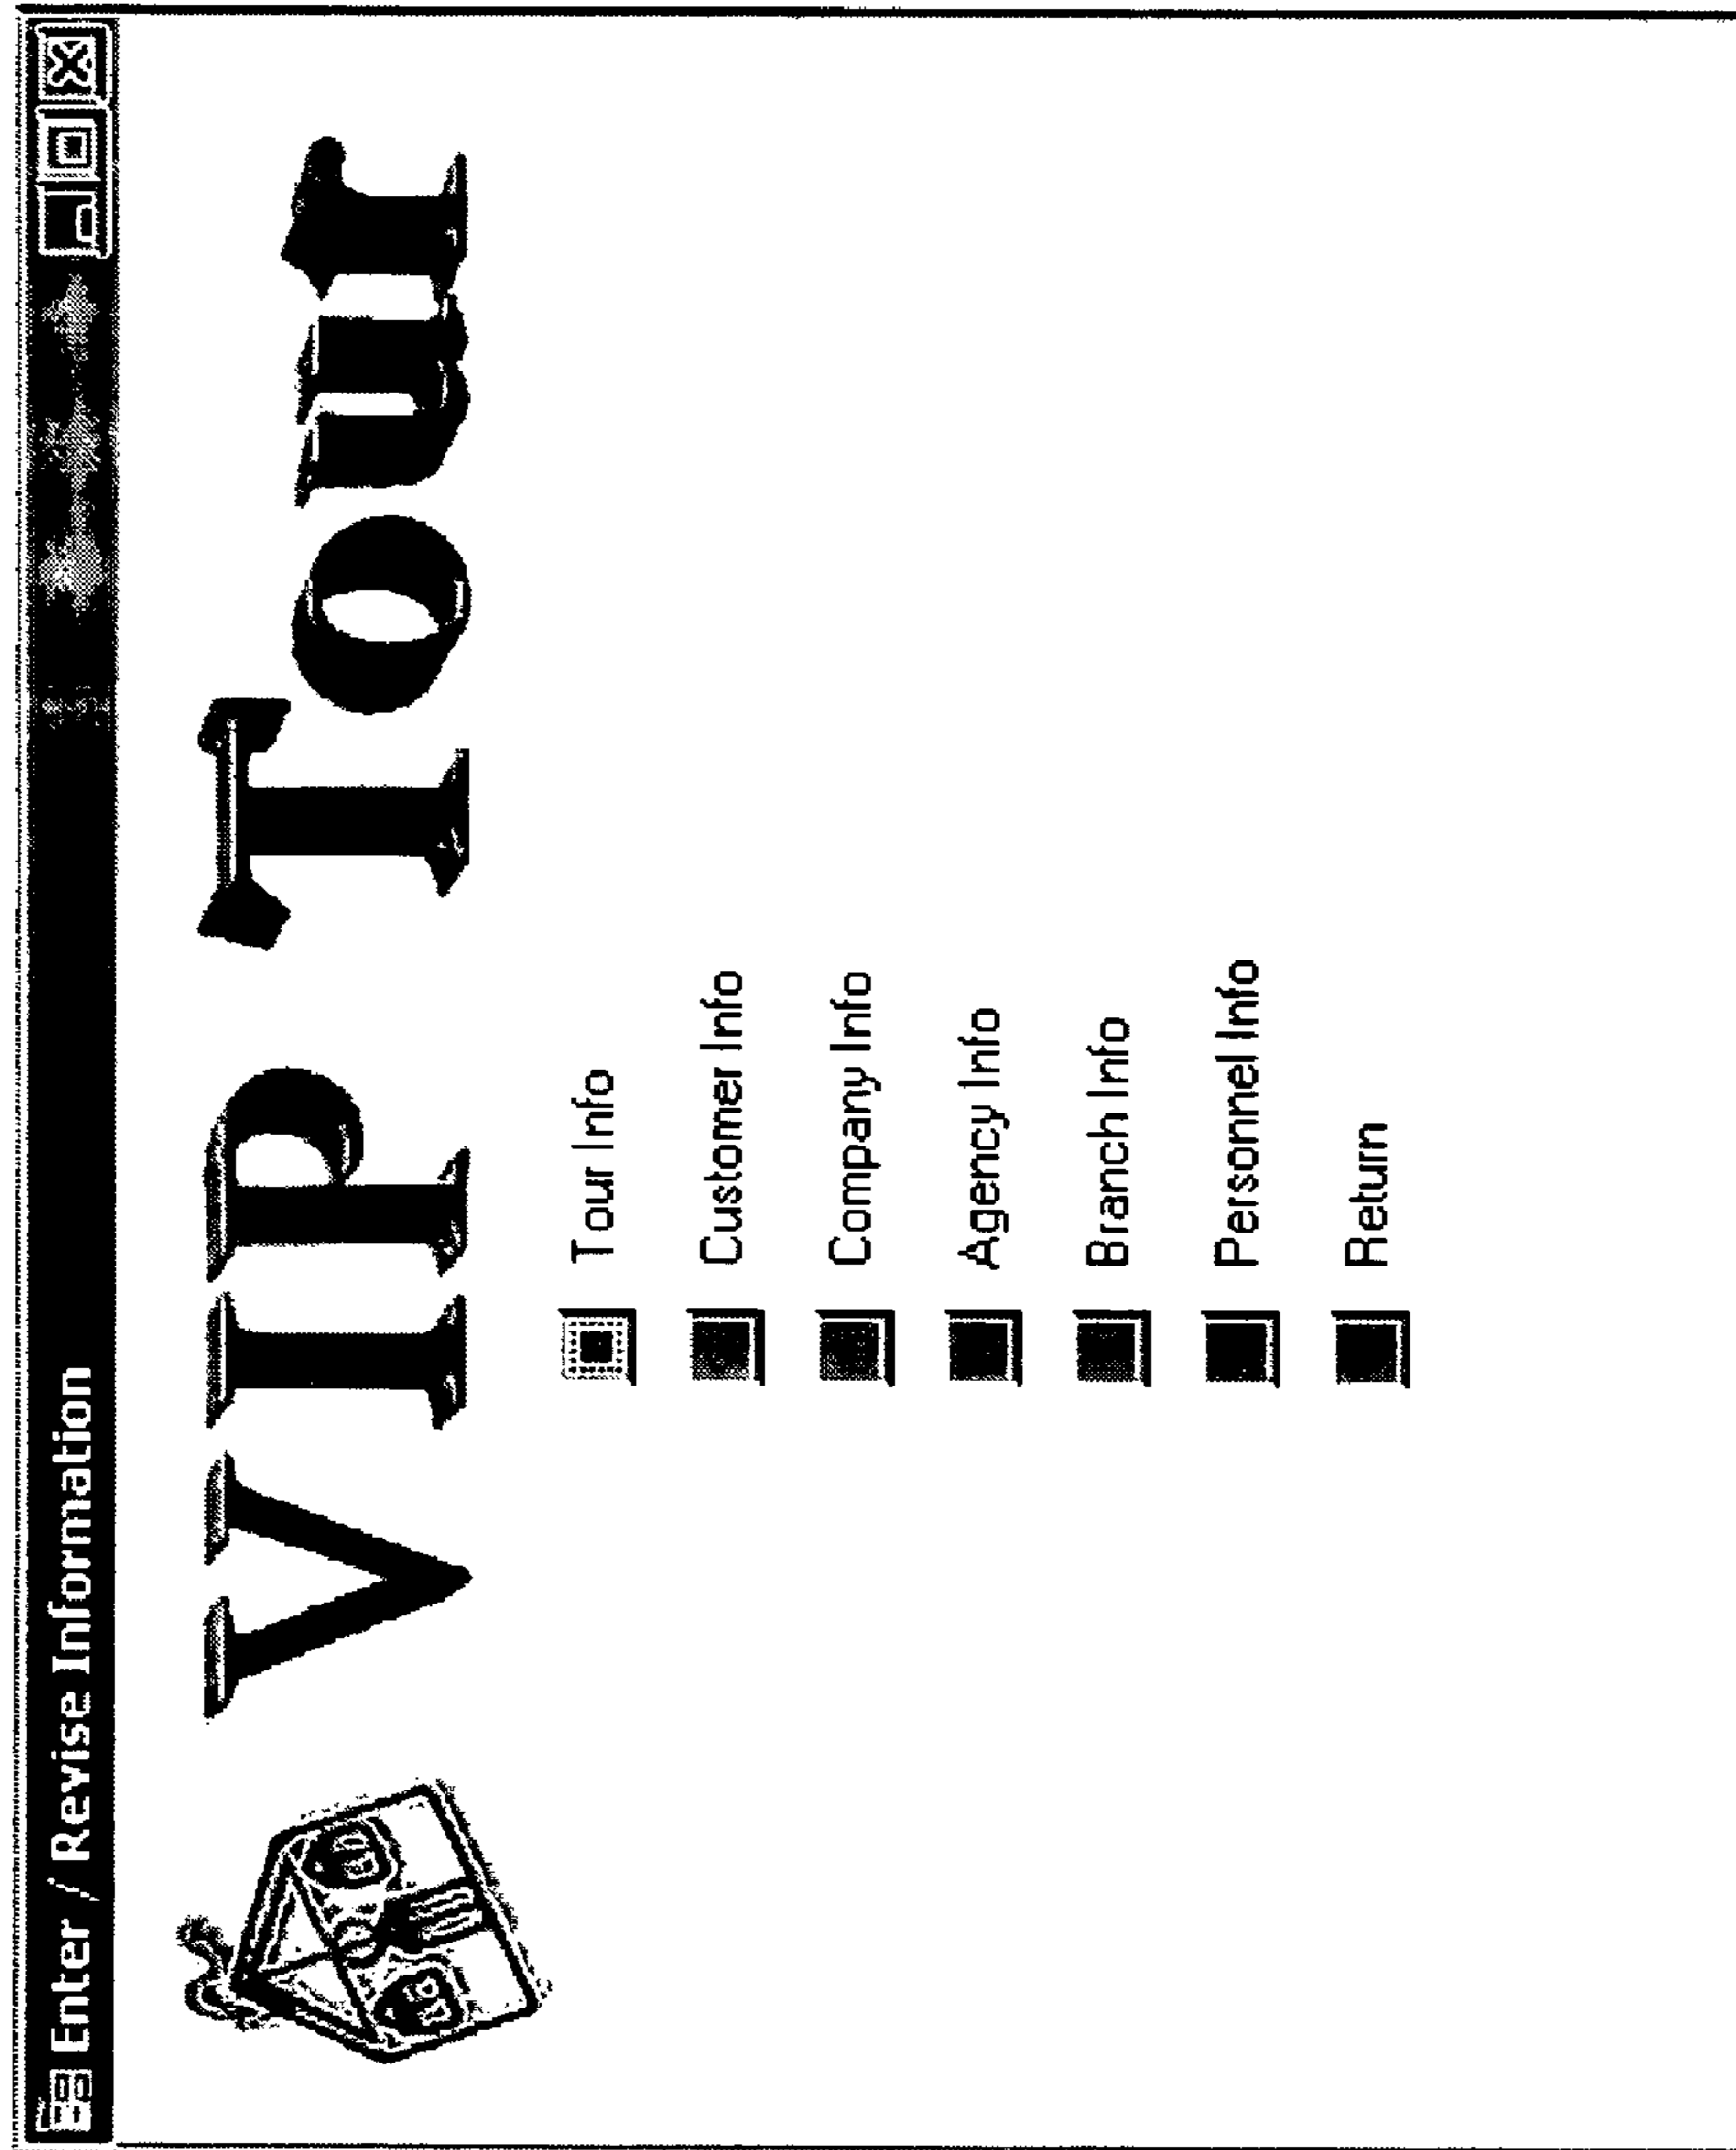 Enter / Revise Information
VIP Tour
Tour Info
Customer Info
Company Info
Agency Info
Branch Info
Personnel Info
Return